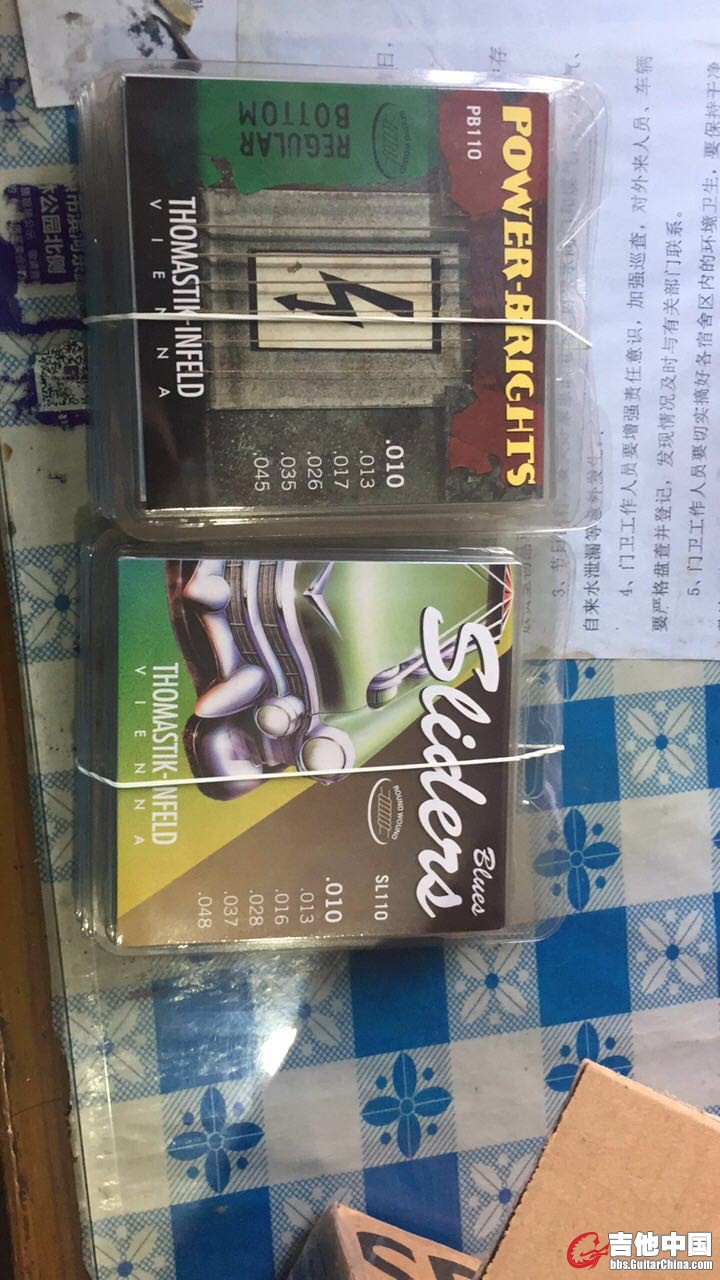 POWER-BRIGHTS
PB110
REGULAR
BOTTOM
ROUND WOUND
.010
.013
.017
.026
.035
.045
THOMASTIK-INFELD
VIENNA
Blues
Sliders
ROUND WOUND
SL110
.010
.013
.016
.028
.037
.048
THOMASTIK-INFELD
VIENNA
自来水泄漏等
4、门卫工作人员要增强责任意识，加强巡查，对外来人员、车辆
要严格盘查并登记，发现情况及时与有关部门联系。
5、门卫工作人员要切实搞好各宿舍区内的环境卫生，要保持干净
公园北侧
吉他中国
bbs.GuitarChina.com